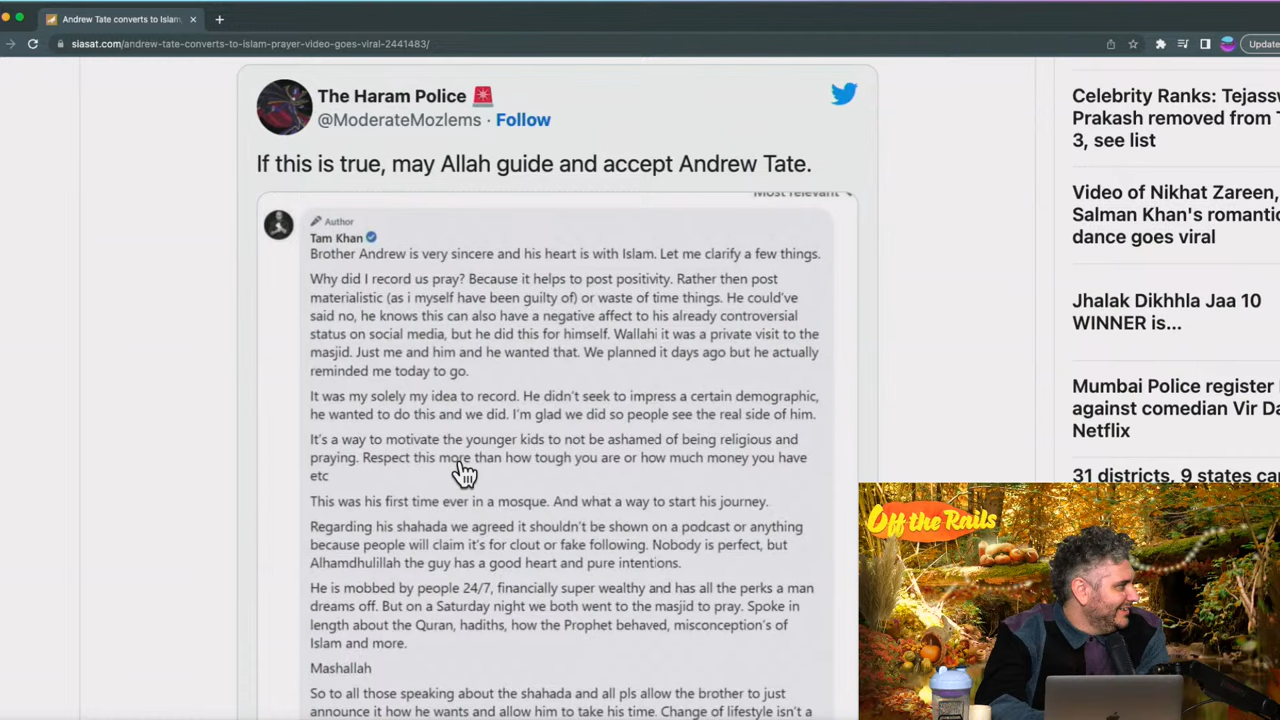 Andrew Tate converts to Islam,
siasat.com/andrew-tate-converts-to-islam-prayer-video-goes-viral-2441483/
Update
The Haram Police
@ModerateMozlems · Follow
If this is true, may Allah guide and accept Andrew Tate.
Most relevant
Author
Tam Khan
Brother Andrew is very sincere and his heart is with Islam. Let me clarify a few things.
Why did I record us pray? Because it helps to post positivity. Rather then post
materialistic (as i myself have been guilty of) or waste of time things. He could've
said no, he knows this can also have a negative affect to his already controversial
status on social media, but he did this for himself. Wallahi it was a private visit to the
masjid. Just me and him and he wanted that. We planned it days ago but he actually
reminded me today to go.
It was my solely my idea to record. He didn't seek to impress a certain demographic,
he wanted to do this and we did. I'm glad we did so people see the real side of him.
It's a way to motivate the younger kids to not be ashamed of being religious and
praying. Respect this more than how tough you are or how much money you have
etc
This was his first time ever in a mosque. And what a way to start his journey.
Regarding his shahada we agreed it shouldn't be shown on a podcast or anything
because people will claim it's for clout or fake following. Nobody is perfect, but
Alhamdhulillah the guy has a good heart and pure intentions.
He is mobbed by people 24/7, financially super wealthy and has all the perks a man
dreams off. But on a Saturday night we both went to the masjid to pray. Spoke in
length about the Quran, hadiths, how the Prophet behaved, misconception's of
Islam and more.
Mashallah
So to all those speaking about the shahada and all pls allow the brother to just
announce it how he wants and allow him to take his time. Change of lifestyle isn't a
Celebrity Ranks: Tejassw
Prakash removed from T
3, see list
Video of Nikhat Zareen,
Salman Khan's romantic
dance goes viral
Jhalak Dikhhla Jaa 10
WINNER is...
Mumbai Police register
against comedian Vir Da
Netflix
31 districts, 9 states ca
Off the Rails